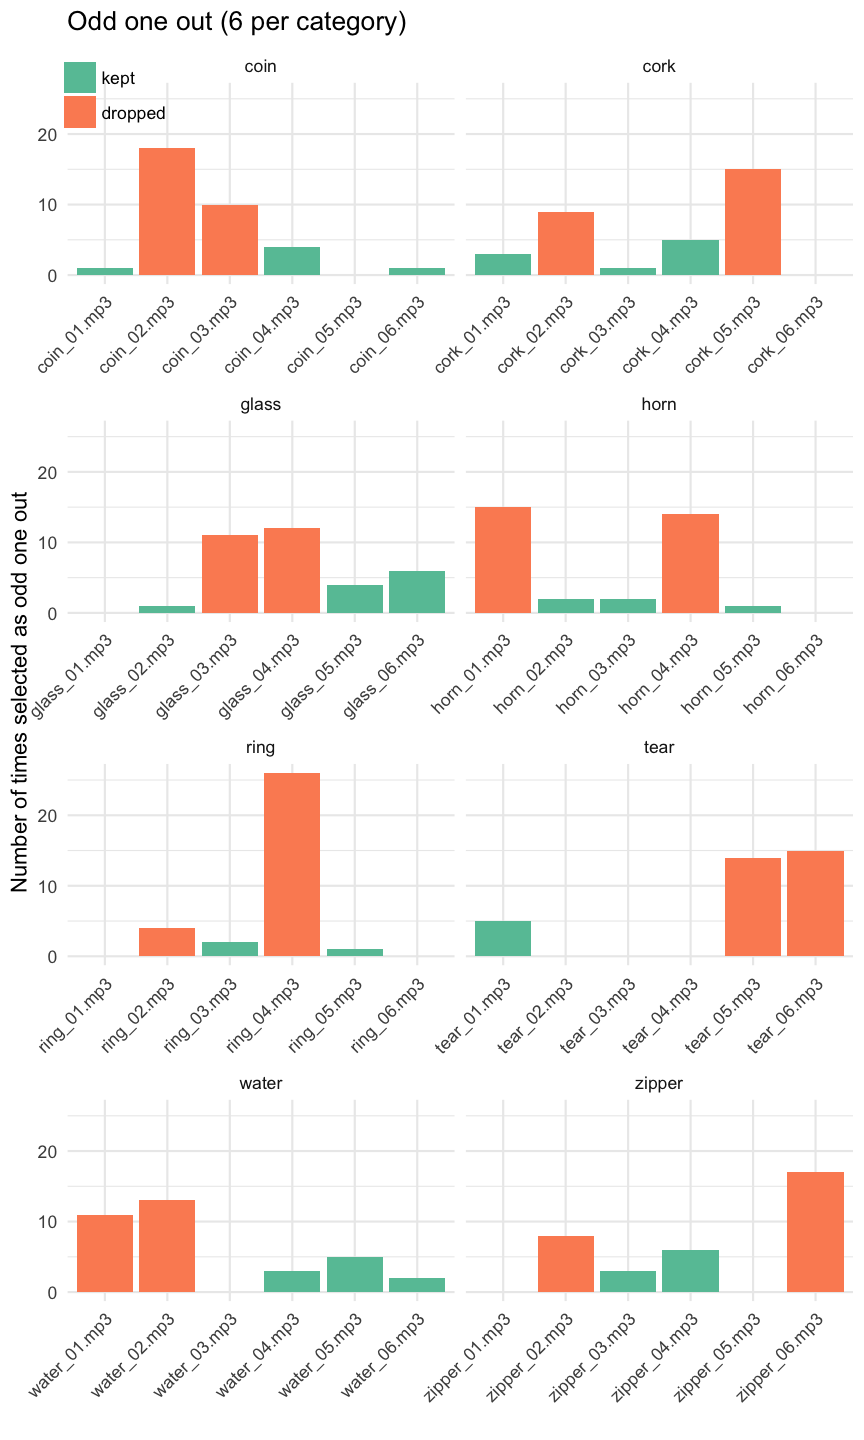 Odd one out (6 per category)
kept
dropped
coin
cork
20
10
0
coin_01.mp3
coin_02.mp3
coin_03.mp3
coin_04.mp3
coin_05.mp3
coin_06.mp3
cork_01.mp3
cork_02.mp3
cork_03.mp3
cork_04.mp3
cork_05.mp3
cork_06.mp3
glass
horn
20
10
0
glass_01.mp3
glass_02.mp3
glass_03.mp3
glass_04.mp3
glass_05.mp3
glass_06.mp3
horn_01.mp3
horn_02.mp3
horn_03.mp3
horn_04.mp3
horn_05.mp3
horn_06.mp3
Number of times selected as odd one out
ring
tear
20
10
0
ring_01.mp3
ring_02.mp3
ring_03.mp3
ring_04.mp3
ring_05.mp3
ring_06.mp3
tear_01.mp3
tear_02.mp3
tear_03.mp3
tear_04.mp3
tear_05.mp3
tear_06.mp3
water
zipper
20
10
0
water_01.mp3
water_02.mp3
water_03.mp3
water_04.mp3
water_05.mp3
water_06.mp3
zipper_01.mp3
zipper_02.mp3
zipper_03.mp3
zipper_04.mp3
zipper_05.mp3
zipper_06.mp3